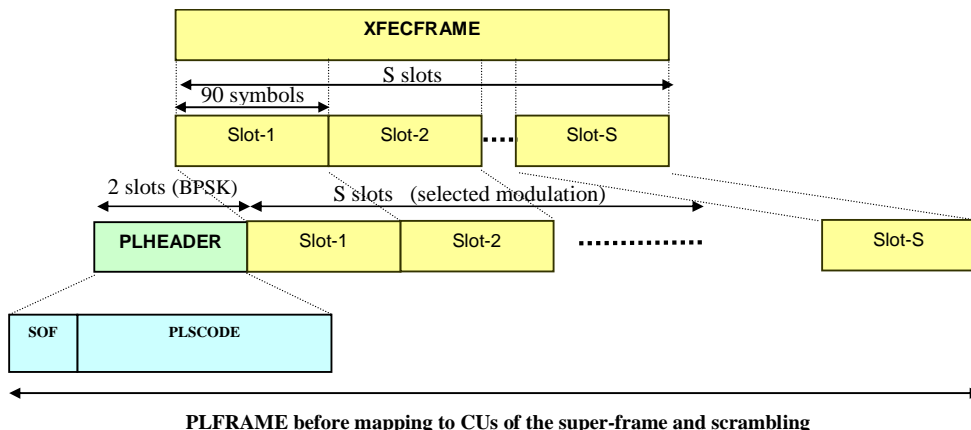 XFECFRAME
S slots
90 symbols
Slot-1 Slot-2 Slot-S
2 slots (BPSK) S slots (selected modulation)
PLHEADER Slot-1 Slot-2 Slot-S
SOF PLSCODE
PLFRAME before mapping to CUs of the super-frame and scrambling